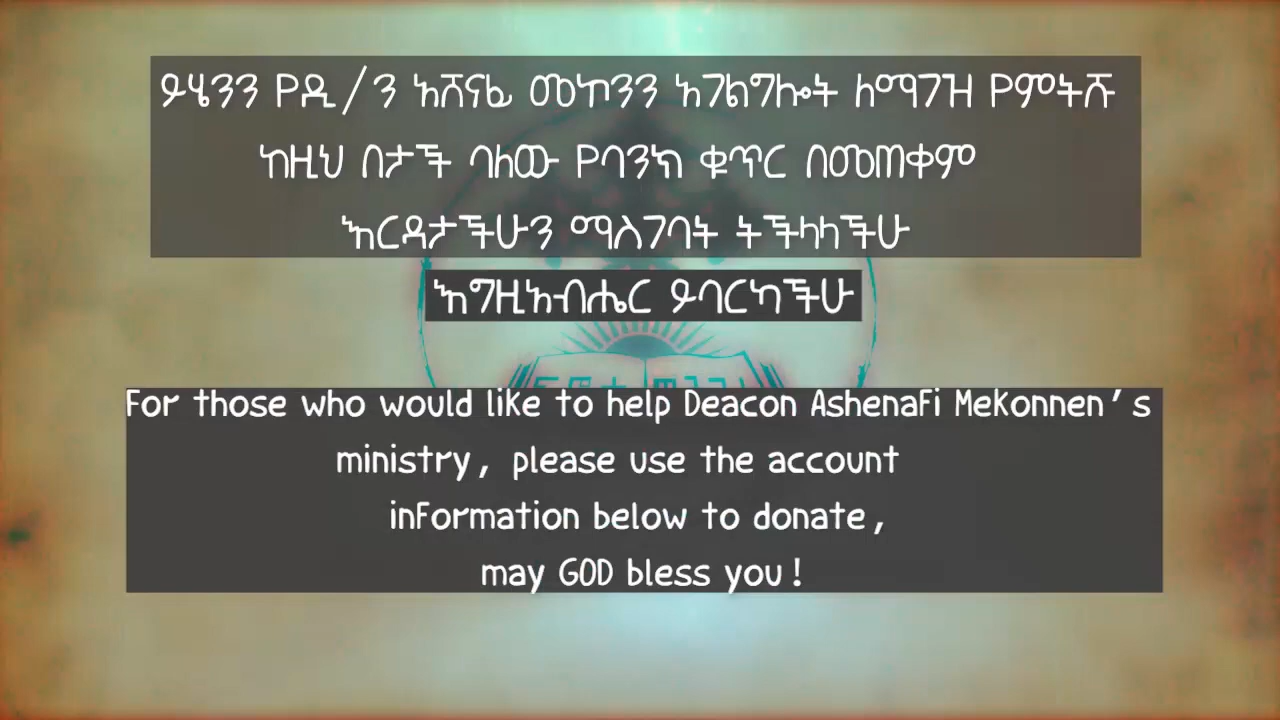 ይሄንን የዲ/ን አሸናፊ መኮንን አገልግሎት ለማገዝ የምትሹ
ከዚህ በታች ባለው የባንክ ቁጥር በመጠቀም
እርዳታችሁን ማስገባት ትችላላችሁ
እግዚአብሔር ይባርካችሁ
For those who would like to help Deacon Ashenafi Mekonnen's
ministry, please use the account
information below to donate,
may GOD bless you!